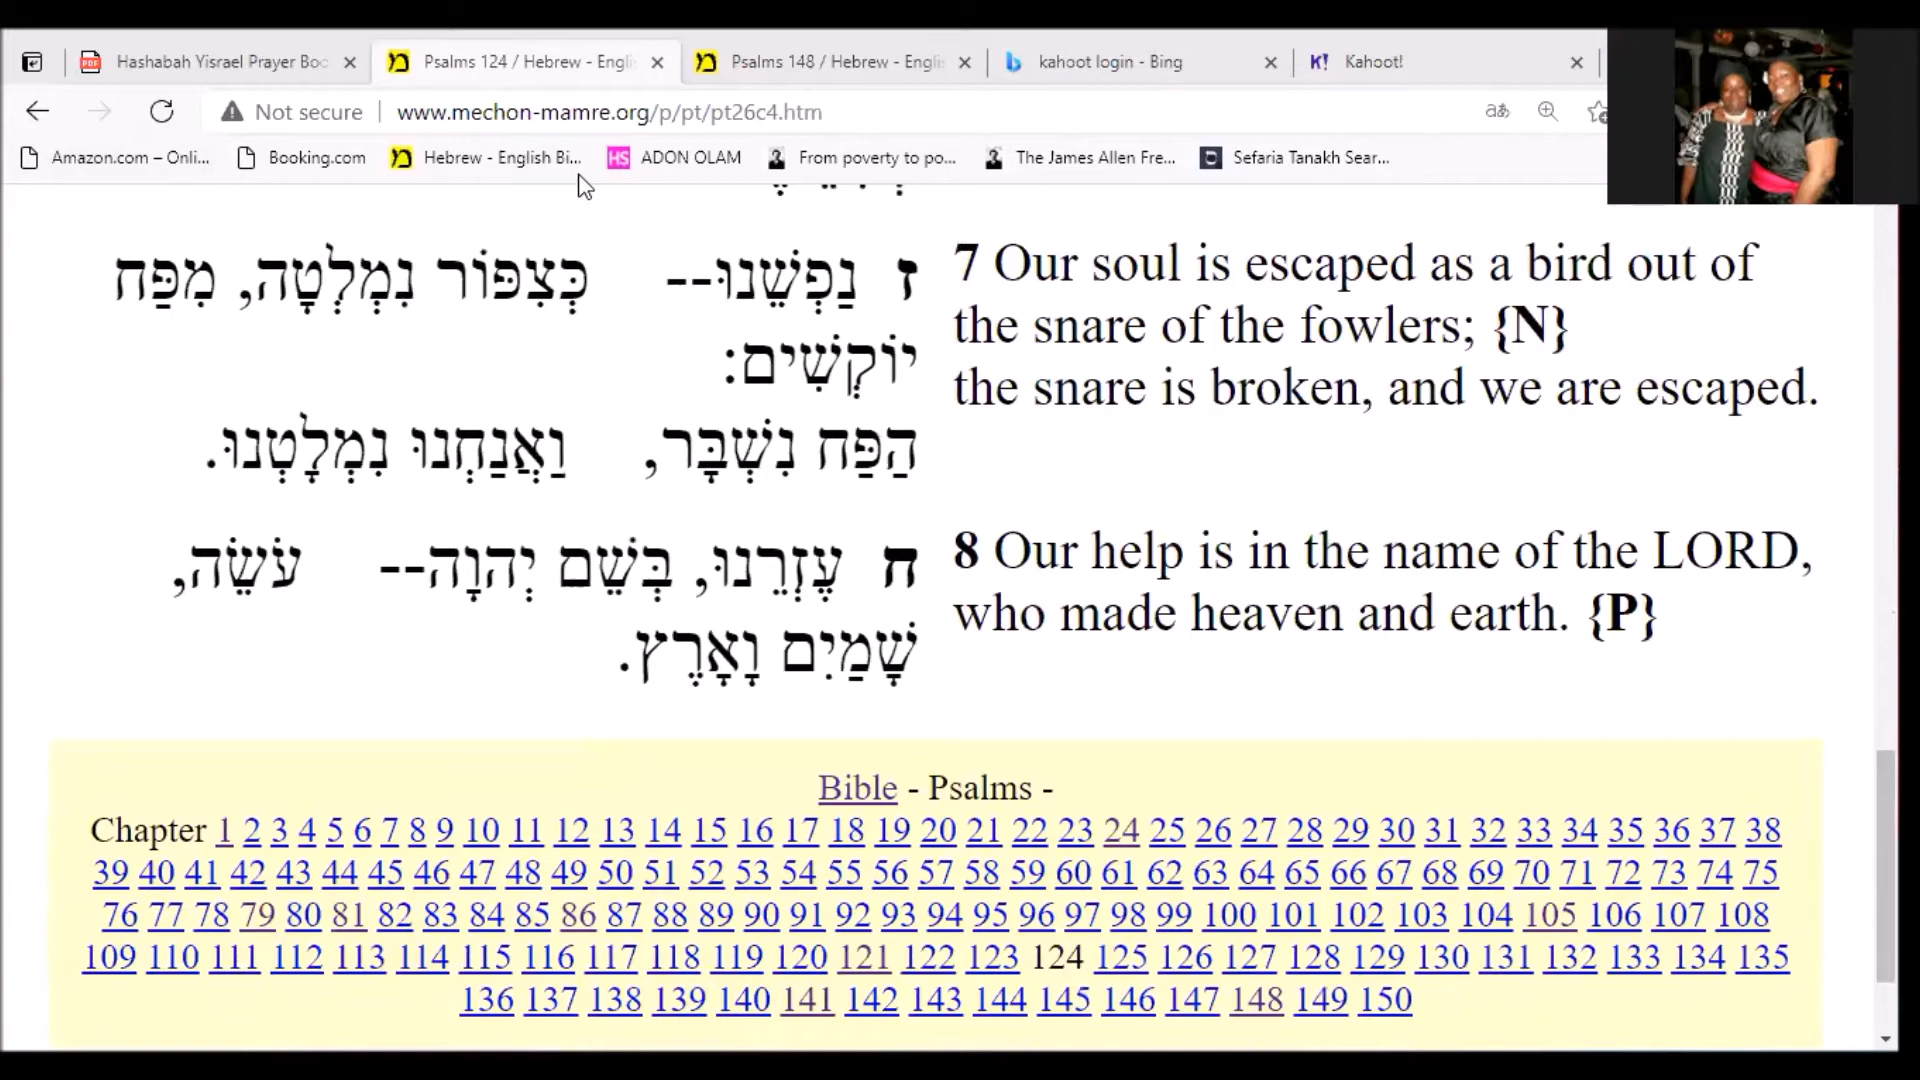 Hashabah Yisrael Prayer Boo
Psalms 124 / Hebrew - Engli
Psalms 148 / Hebrew - Engli
kahoot login - Bing
K! Kahoot!
Not secure | www.mechon-mamre.org/p/pt/pt26c4.htm
Amazon.com – Onli...
Booking.com
Hebrew - English Bi...
HS ADON OLAM
From poverty to po...
The James Allen Fre...
Sefaria Tanakh Sear...
ז נַפְשֵׁנוּ-- כְּצִפּוֹר נִמְלְטָה, מִפַּח
יוֹקְשִׁים:
הַפַּח נִשְׁבָּר, וַאֲנַחְנוּ נִמְלָטְנוּ.
7 Our soul is escaped as a bird out of
the snare of the fowlers; {N}
the snare is broken, and we are escaped.
ח עֶזְרֵנוּ, בְּשֵׁם יְהוָה-- עֹשֵׂה,
שָׁמַיִם וָאָרֶץ.
8 Our help is in the name of the LORD,
who made heaven and earth. {P}
Bible - Psalms -
Chapter 1 2 3 4 5 6 7 8 9 10 11 12 13 14 15 16 17 18 19 20 21 22 23 24 25 26 27 28 29 30 31 32 33 34 35 36 37 38
39 40 41 42 43 44 45 46 47 48 49 50 51 52 53 54 55 56 57 58 59 60 61 62 63 64 65 66 67 68 69 70 71 72 73 74 75
76 77 78 79 80 81 82 83 84 85 86 87 88 89 90 91 92 93 94 95 96 97 98 99 100 101 102 103 104 105 106 107 108
109 110 111 112 113 114 115 116 117 118 119 120 121 122 123 124 125 126 127 128 129 130 131 132 133 134 135
136 137 138 139 140 141 142 143 144 145 146 147 148 149 150